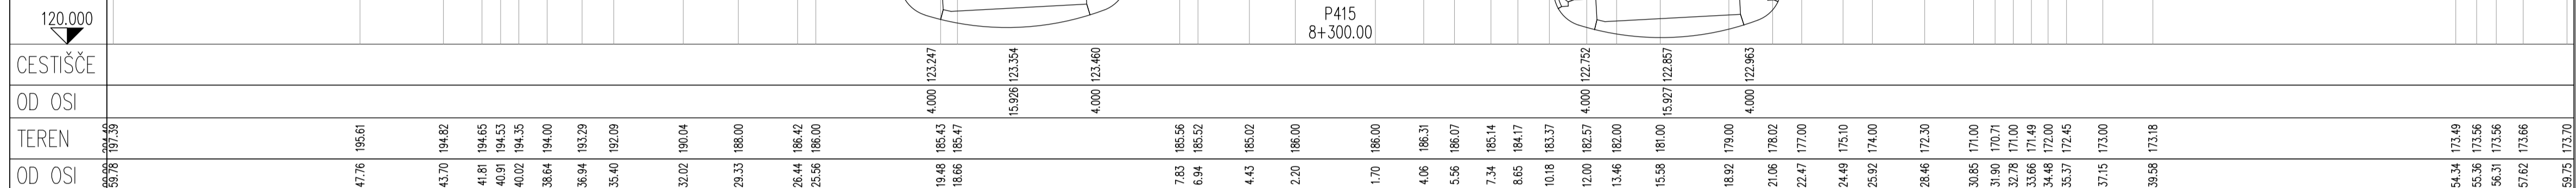 120.000
P415
8+300.00
CESTIŠČE 123.247 123.354 123.460 122.752 122.857 122.963
OD OSI 4.000 15.926 4.000 4.000 15.927 4.000
TEREN 197.39 195.61 194.82 194.65 194.53 194.35 194.00 193.29 192.09 190.04 188.00 186.42 186.00 185.43 185.47 185.56 185.52 185.02 186.00 186.00 186.31 186.07 185.14 184.17 183.37 182.57 182.00 181.00 179.00 178.02 177.00 175.10 174.00 172.30 171.00 170.71 171.00 171.49 172.00 172.45 173.00 173.18 173.49 173.56 173.56 173.66 173.70
OD OSI 59.78 47.76 43.70 41.81 40.91 40.02 38.64 36.94 35.40 32.02 29.33 26.44 25.56 19.48 18.66 7.83 6.94 4.43 2.20 1.70 4.06 5.56 7.34 8.65 10.18 12.00 13.46 15.58 18.92 21.06 22.47 24.49 25.92 28.46 30.85 31.90 32.78 33.66 34.48 35.37 37.15 39.58 54.34 55.36 56.31 57.62 59.75